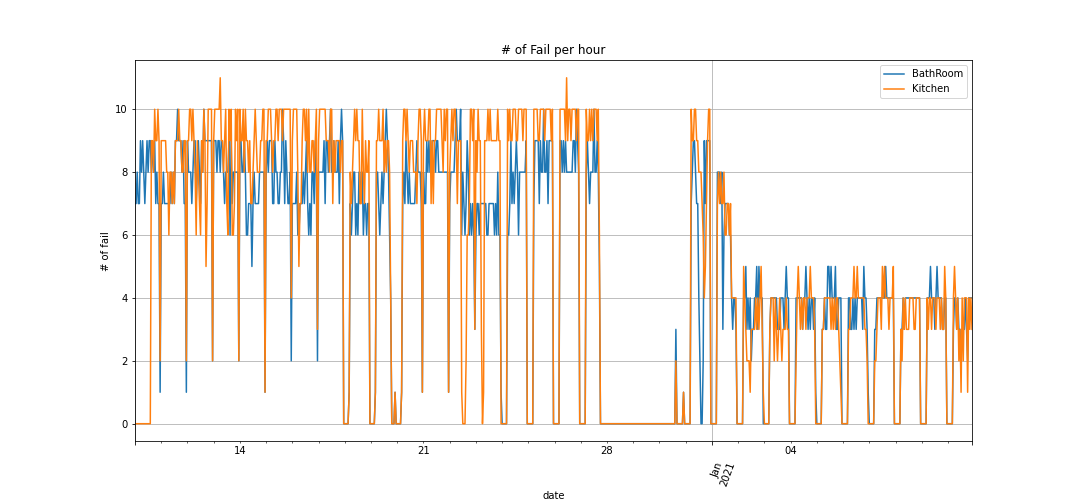 # of Fail per hour
BathRoom
Kitchen
# of fail
10
8
6
4
2
0
14
21
28
Jan
2021
04
date